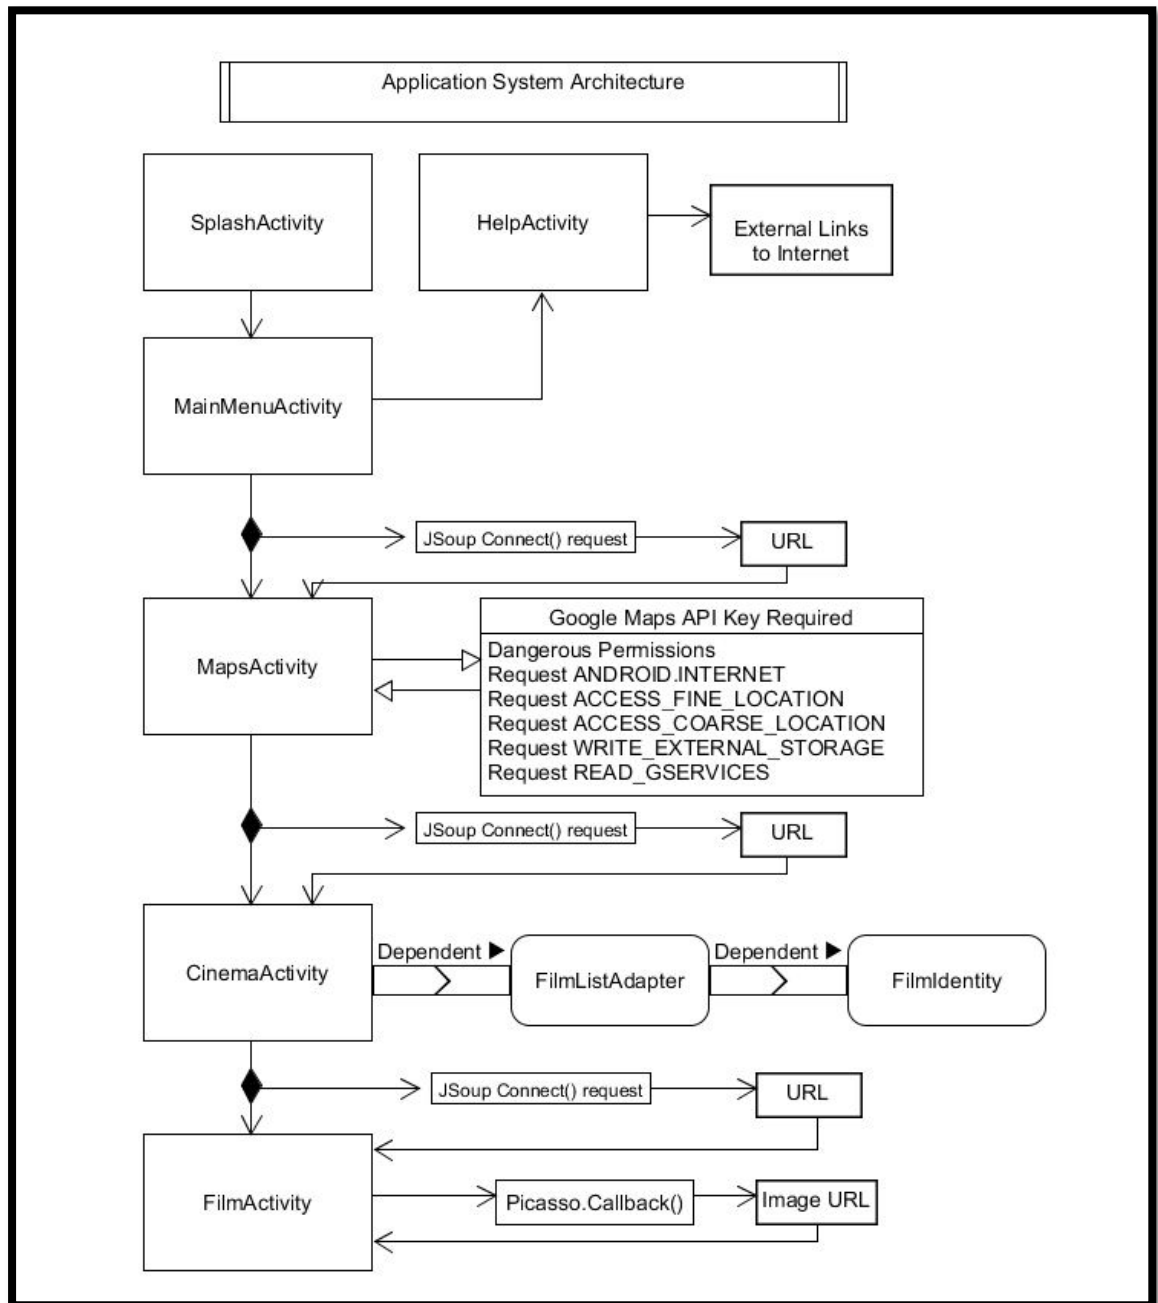 Application System Architecture
SplashActivity
HelpActivity
External Links
to Internet
MainMenuActivity
JSoup Connect() request
URL
MapsActivity
Google Maps API Key Required
Dangerous Permissions
Request ANDROID.INTERNET
Request ACCESS_FINE_LOCATION
Request ACCESS_COARSE_LOCATION
Request WRITE_EXTERNAL_STORAGE
Request READ_GSERVICES
JSoup Connect() request
URL
CinemaActivity
Dependent
FilmListAdapter
Dependent
FilmIdentity
JSoup Connect() request
URL
FilmActivity
Picasso.Callback()
Image URL